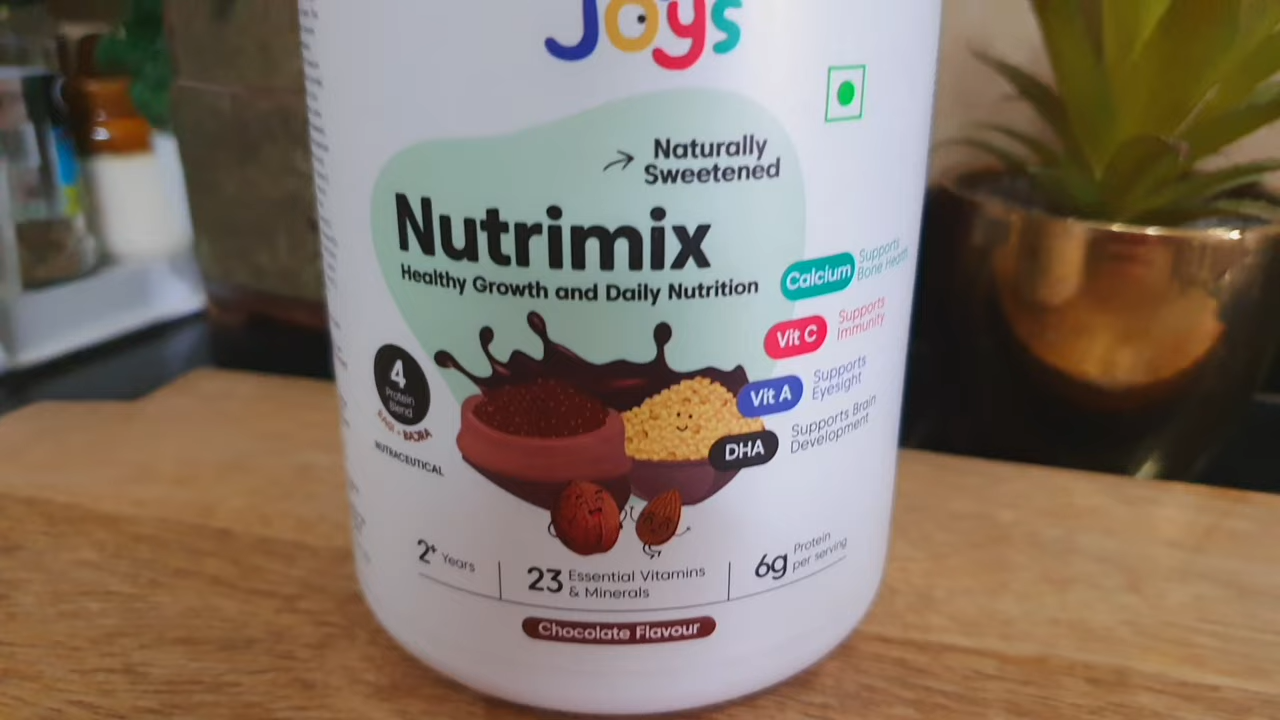 Joys
Naturally
Sweetened
Nutrimix
Healthy Growth and Daily Nutrition
Calcium
Supports
Bone Health
Vit C
Supports
Immunity
Vit A
Supports
Eyesight
DHA
Supports Brain
Development
4
Protein
Blend
RAGI + BAJRA
NUTRACEUTICAL
2+ Years
23 Essential Vitamins
& Minerals
6g Protein
per serving
Chocolate Flavour